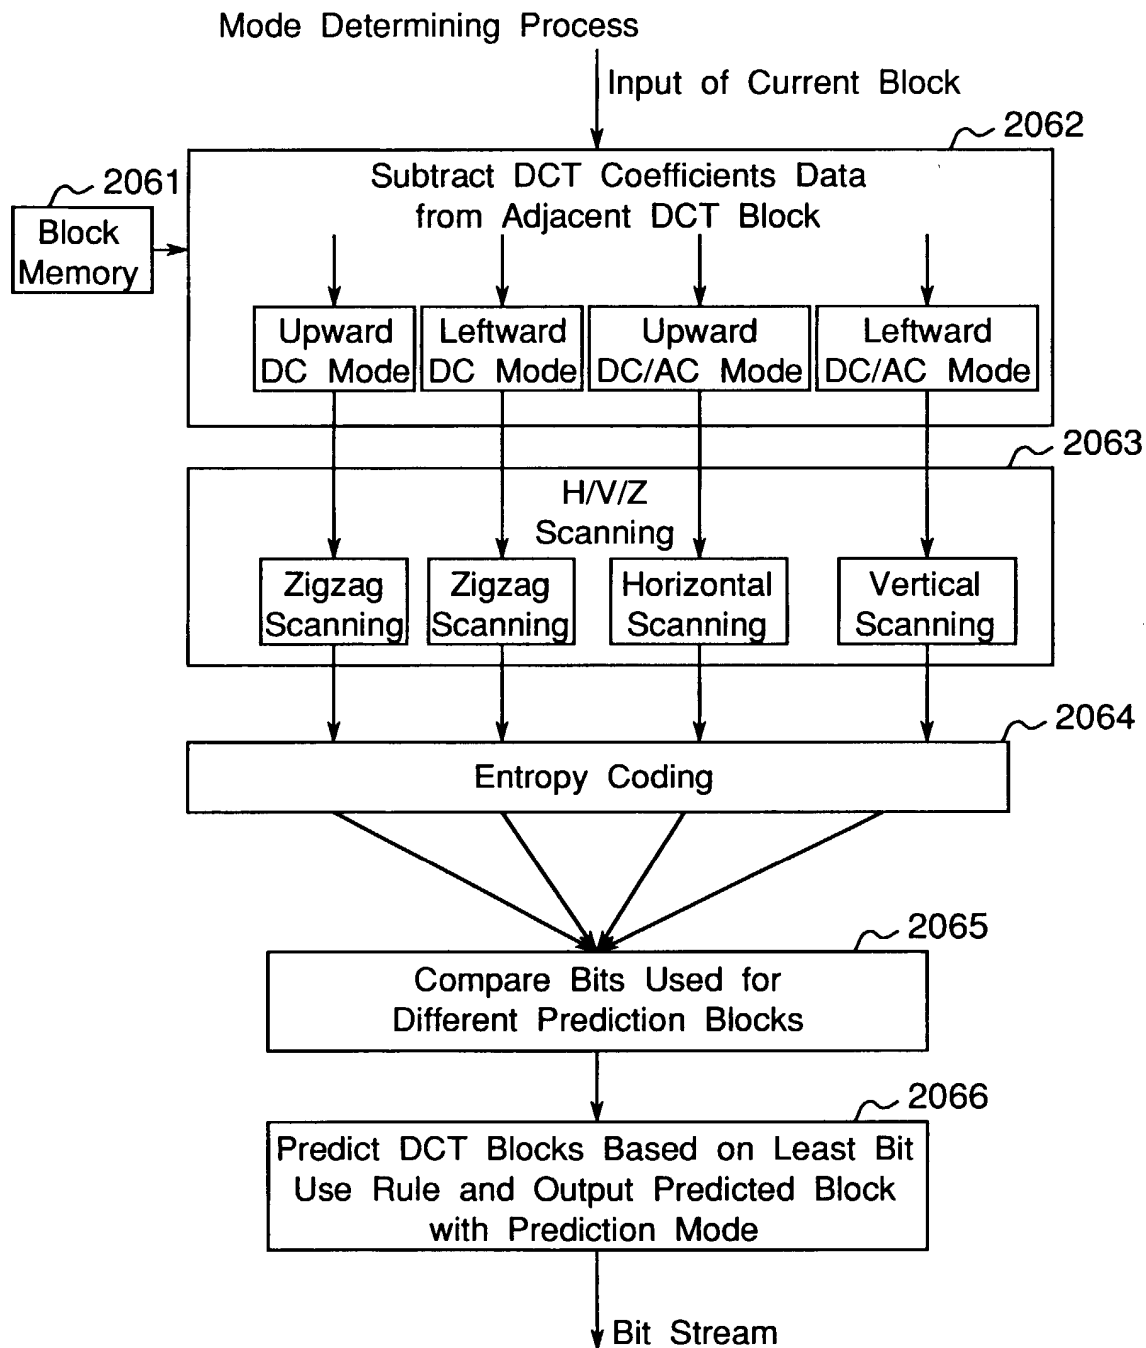 Mode Determining Process
Input of Current Block
2062
Subtract DCT Coefficients Data
from Adjacent DCT Block
2061
Block
Memory
Upward
DC Mode
Leftward
DC Mode
Upward
DC/AC Mode
Leftward
DC/AC Mode
2063
H/V/Z
Scanning
Zigzag
Scanning
Zigzag
Scanning
Horizontal
Scanning
Vertical
Scanning
2064
Entropy Coding
2065
Compare Bits Used for
Different Prediction Blocks
2066
Predict DCT Blocks Based on Least Bit
Use Rule and Output Predicted Block
with Prediction Mode
Bit Stream